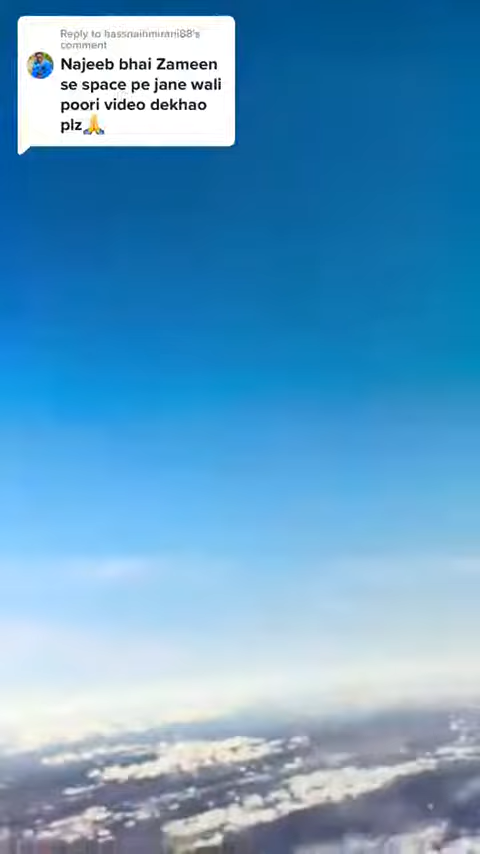 Reply to hassnainmirani88's
comment
Najeeb bhai Zameen
se space pe jane wali
poori video dekhao
plz🙏